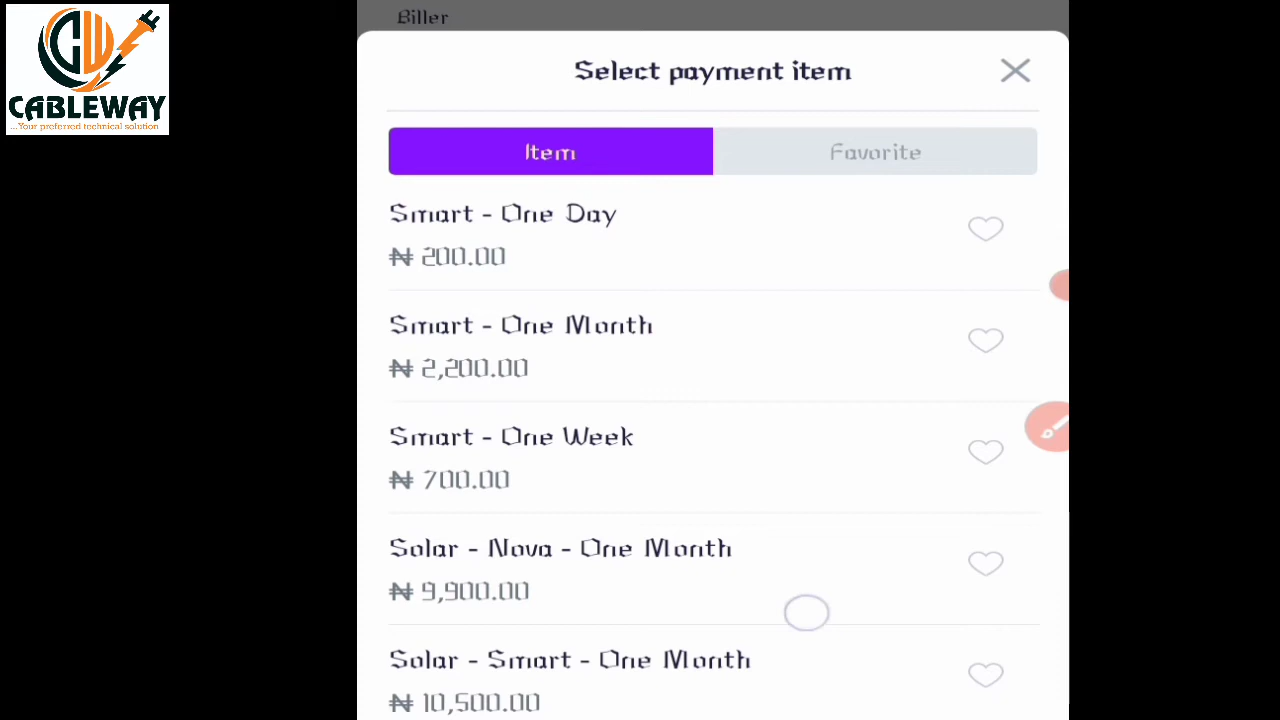 CW
CABLEWAY
...Your preferred technical solution
Biller
Select payment item
Item
Favorite
Smart - One Day
₦ 200.00
Smart - One Month
₦ 2,200.00
Smart - One Week
₦ 700.00
Solar - Nova - One Month
₦ 9,900.00
Solar - Smart - One Month
₦ 10,500.00